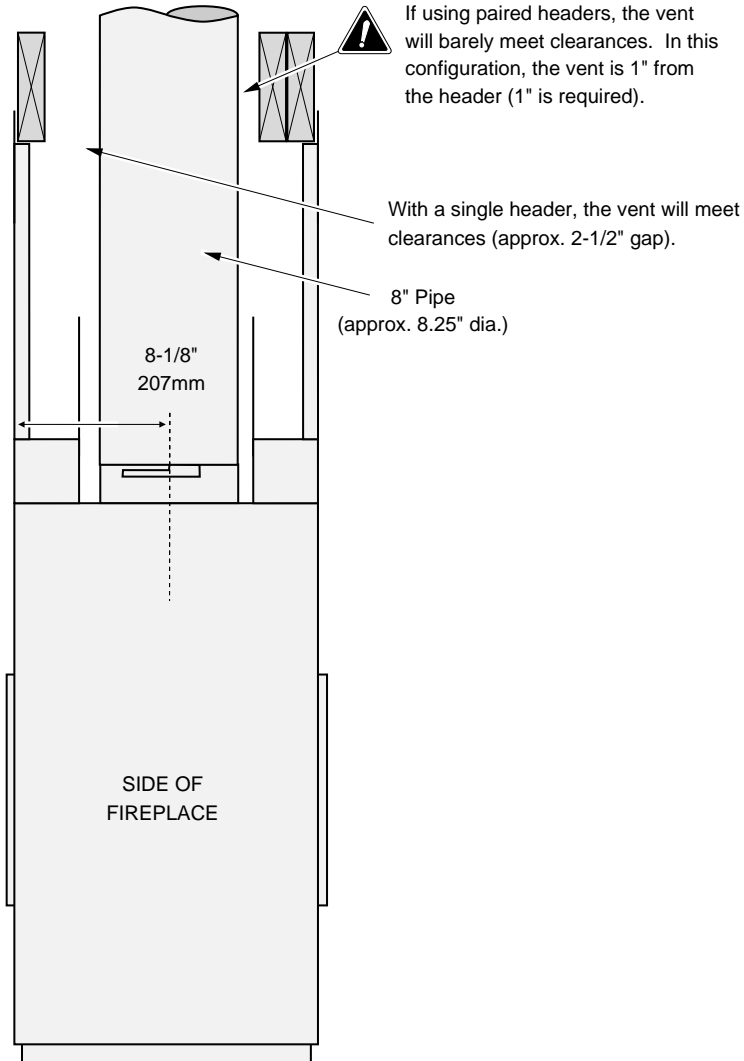 If using paired headers, the vent
will barely meet clearances.  In this
configuration, the vent is 1" from
the header (1" is required).
With a single header, the vent will meet
clearances (approx. 2-1/2" gap).
8" Pipe
(approx. 8.25" dia.)
8-1/8"
207mm
SIDE OF
FIREPLACE